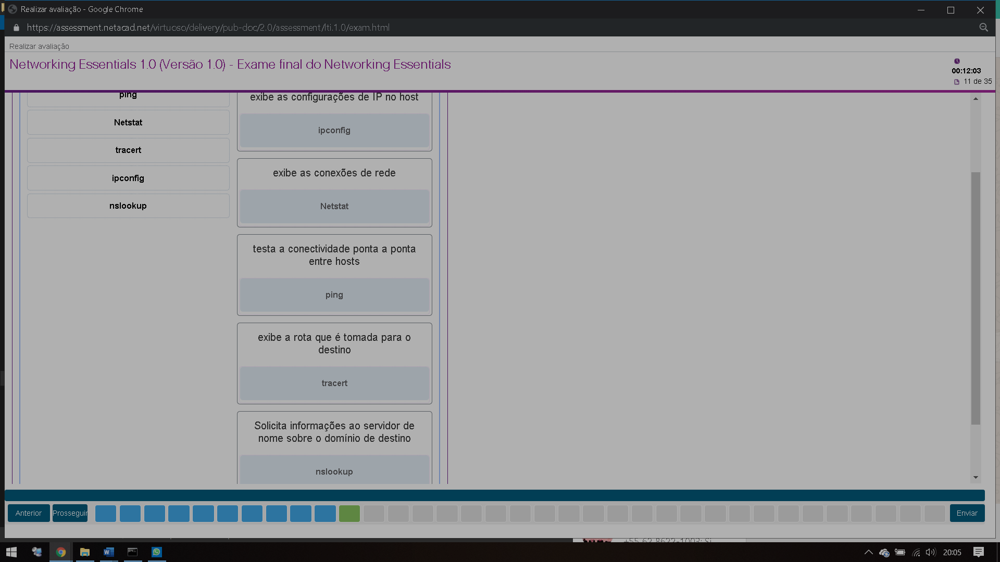 Realizar avaliação - Google Chrome
https://assessment.netacad.net/virtuoso/delivery/pub-doc/2.0/assessment/lti.1.0/exam.html
Realizar avaliação
Networking Essentials 1.0 (Versão 1.0) - Exame final do Networking Essentials
00:12:03
11 de 35
ping
Netstat
tracert
ipconfig
nslookup
exibe as configurações de IP no host
ipconfig
exibe as conexões de rede
Netstat
testa a conectividade ponta a ponta
entre hosts
ping
exibe a rota que é tomada para o
destino
tracert
Solicita informações ao servidor de
nome sobre o domínio de destino
nslookup
Anterior
Prosseguir
Enviar
20:05